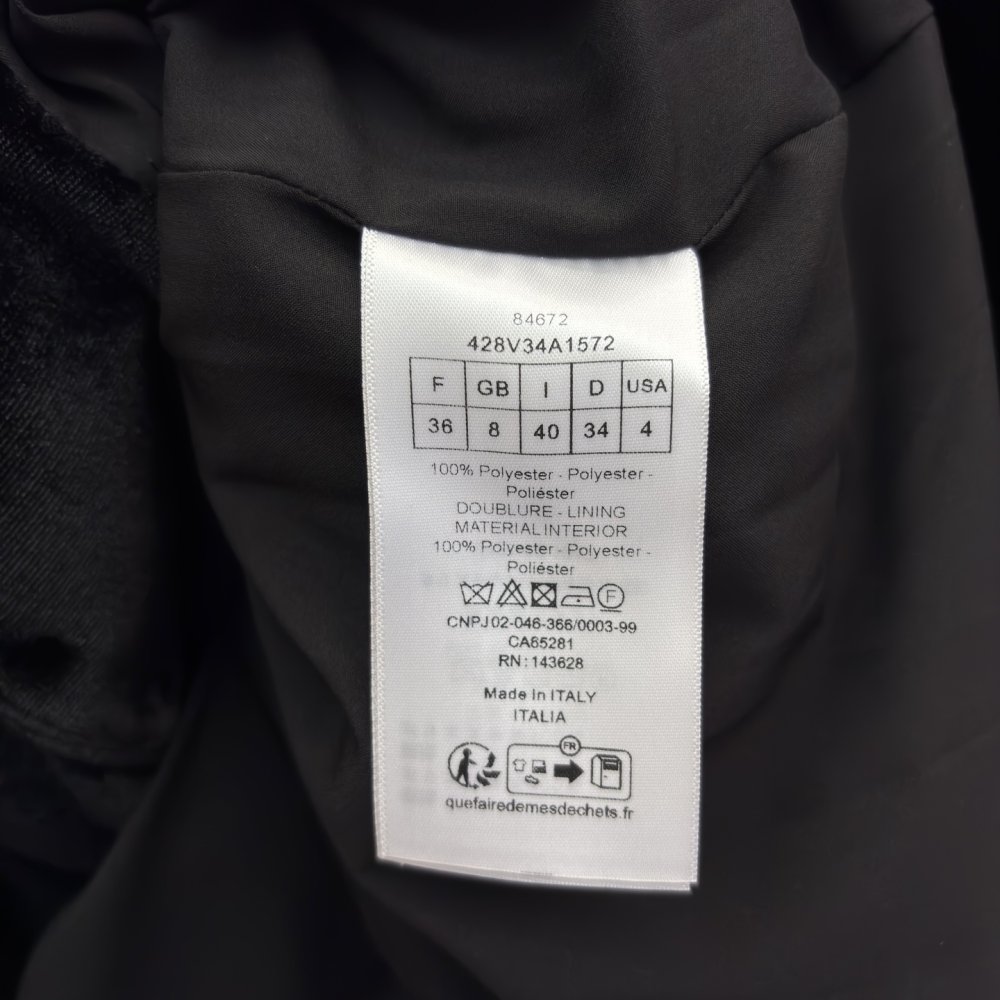 84672
428V34A1572
F GB I D USA
36 8 40 34 4
100% Polyester - Polyester -
Poliéster
DOUBLURE - LINING
MATERIAL INTERIOR
100% Polyester - Polyester -
Poliéster
F
CNPJ 02-046-366/0003-99
CA65281
RN : 143628
Made In ITALY
ITALIA
FR
quefairedemesdechets.fr